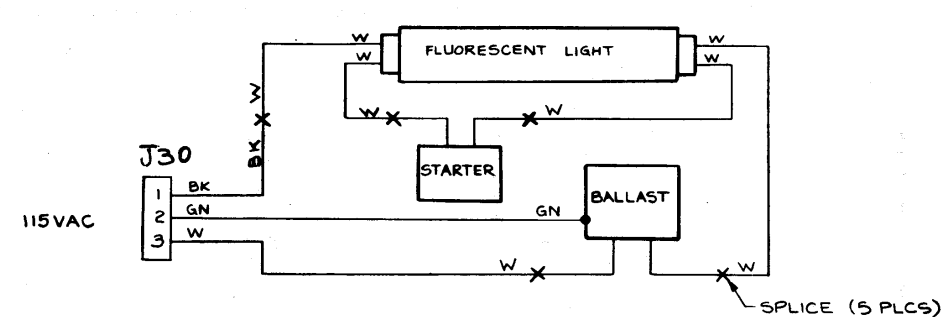 W
FLUORESCENT LIGHT
W
W
W
W
W
W
BK
J30
STARTER
1
BK
BALLAST
115VAC
2
GN
GN
3
W
W
W
SPLICE (5 PLCS)